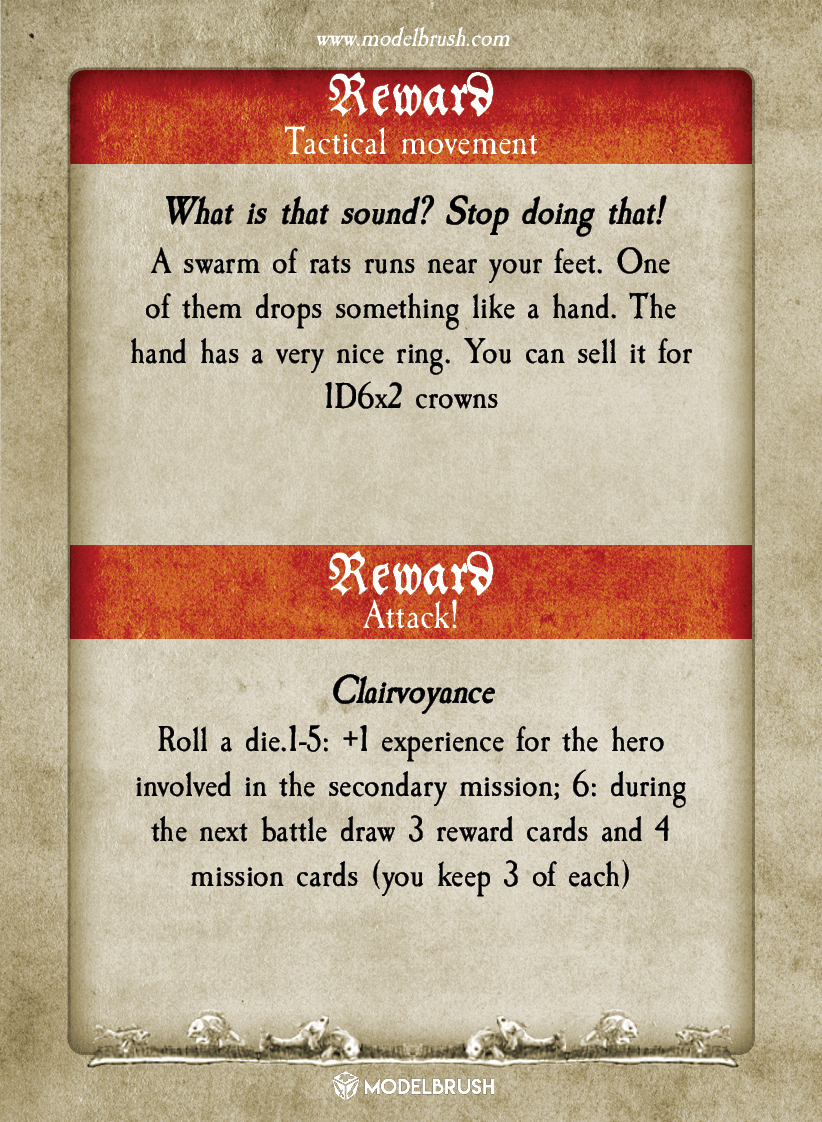 www.modelbrush.com
Reward
Tactical movement
What is that sound? Stop doing that!
A swarm of rats runs near your feet. One
of them drops something like a hand. The
hand has a very nice ring. You can sell it for
1D6x2 crowns
Reward
Attack!
Clairvoyance
Roll a die.1-5: +1 experience for the hero
involved in the secondary mission; 6: during
the next battle draw 3 reward cards and 4
mission cards (you keep 3 of each)
MODELBRUSH